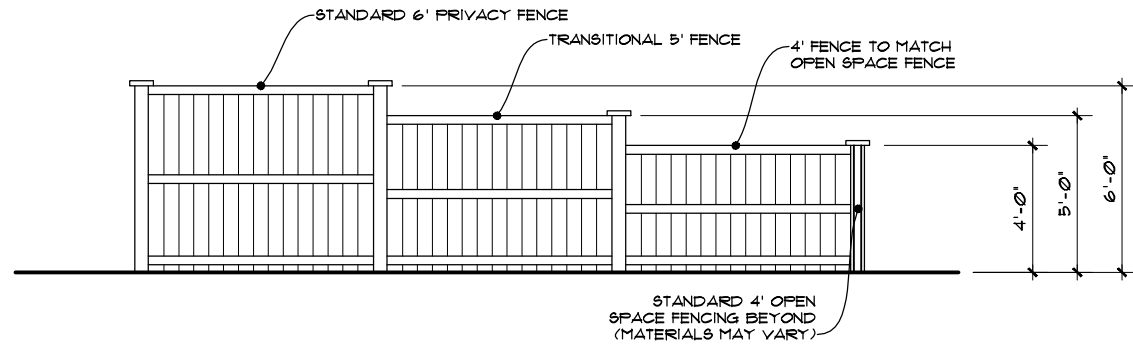 STANDARD 6' PRIVACY FENCE
TRANSITIONAL 5' FENCE
4' FENCE TO MATCH
OPEN SPACE FENCE
4'-0"
5'-0"
6'-0"
STANDARD 4' OPEN
SPACE FENCING BEYOND
(MATERIALS MAY VARY)